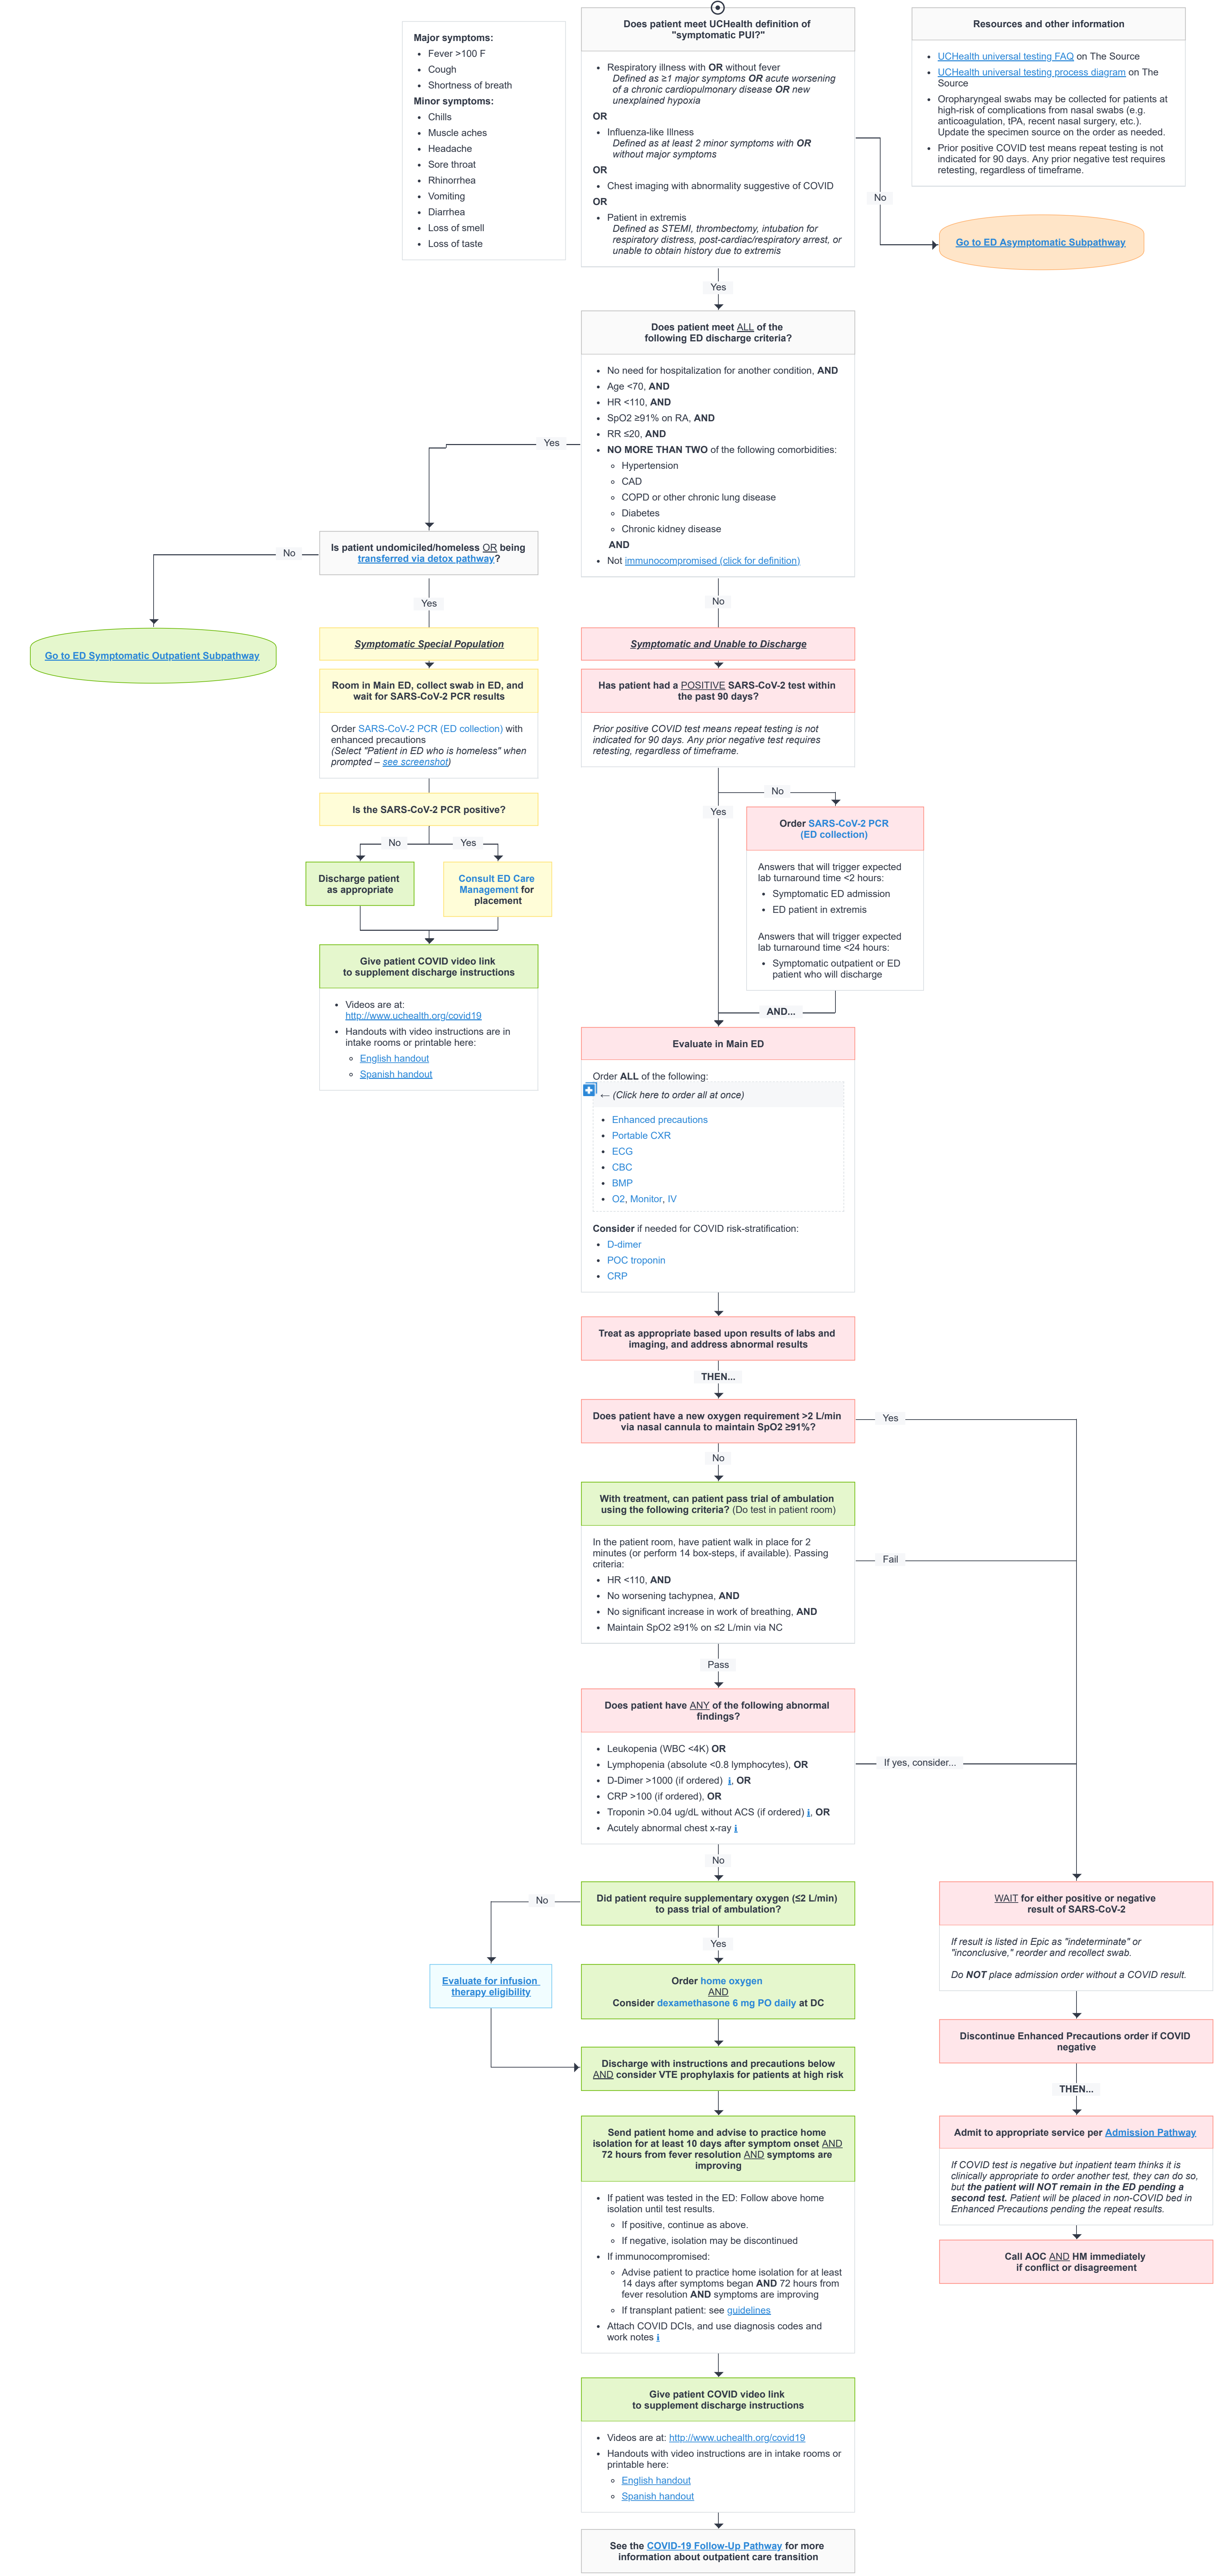 Major symptoms:
• Fever >100 F
• Cough
• Shortness of breath
Minor symptoms:
• Chills
• Muscle aches
• Headache
• Sore throat
• Rhinorrhea
• Vomiting
• Diarrhea
• Loss of smell
• Loss of taste
Does patient meet UCHealth definition of
"symptomatic PUI?"
• Respiratory illness with OR without fever
Defined as ≥1 major symptoms OR acute worsening
of a chronic cardiopulmonary disease OR new
unexplained hypoxia
OR
• Influenza-like Illness
Defined as at least 2 minor symptoms with OR
without major symptoms
OR
• Chest imaging with abnormality suggestive of COVID
OR
• Patient in extremis
Defined as STEMI, thrombectomy, intubation for
respiratory distress, post-cardiac/respiratory arrest, or
unable to obtain history due to extremis
Resources and other information
• UCHealth universal testing FAQ on The Source
• UCHealth universal testing process diagram on The
Source
• Oropharyngeal swabs may be collected for patients at
high-risk of complications from nasal swabs (e.g.
anticoagulation, tPA, recent nasal surgery, etc.).
Update the specimen source on the order as needed.
• Prior positive COVID test means repeat testing is not
indicated for 90 days. Any prior negative test requires
retesting, regardless of timeframe.
No
Go to ED Asymptomatic Subpathway
Yes
Does patient meet ALL of the
following ED discharge criteria?
• No need for hospitalization for another condition, AND
• Age <70, AND
• HR <110, AND
• SpO2 ≥91% on RA, AND
• RR ≤20, AND
• NO MORE THAN TWO of the following comorbidities:
◦ Hypertension
◦ CAD
◦ COPD or other chronic lung disease
◦ Diabetes
◦ Chronic kidney disease
AND
• Not immunocompromised (click for definition)
Yes
Is patient undomiciled/homeless OR being
transferred via detox pathway?
No
Go to ED Symptomatic Outpatient Subpathway
Yes
Symptomatic Special Population
Room in Main ED, collect swab in ED, and
wait for SARS-CoV-2 PCR results
Order SARS-CoV-2 PCR (ED collection) with
enhanced precautions
(Select "Patient in ED who is homeless" when
prompted – see screenshot)
Is the SARS-CoV-2 PCR positive?
No
Yes
Discharge patient
as appropriate
Consult ED Care
Management for
placement
Give patient COVID video link
to supplement discharge instructions
• Videos are at:
http://www.uchealth.org/covid19
• Handouts with video instructions are in
intake rooms or printable here:
◦ English handout
◦ Spanish handout
No
Symptomatic and Unable to Discharge
Has patient had a POSITIVE SARS-CoV-2 test within
the past 90 days?
Prior positive COVID test means repeat testing is not
indicated for 90 days. Any prior negative test requires
retesting, regardless of timeframe.
No
Yes
Order SARS-CoV-2 PCR
(ED collection)
Answers that will trigger expected
lab turnaround time <2 hours:
• Symptomatic ED admission
• ED patient in extremis
Answers that will trigger expected
lab turnaround time <24 hours:
• Symptomatic outpatient or ED
patient who will discharge
AND...
Evaluate in Main ED
Order ALL of the following:
← (Click here to order all at once)
• Enhanced precautions
• Portable CXR
• ECG
• CBC
• BMP
• O2, Monitor, IV
Consider if needed for COVID risk-stratification:
• D-dimer
• POC troponin
• CRP
Treat as appropriate based upon results of labs and
imaging, and address abnormal results
THEN...
Does patient have a new oxygen requirement >2 L/min
via nasal cannula to maintain SpO2 ≥91%?
Yes
No
With treatment, can patient pass trial of ambulation
using the following criteria? (Do test in patient room)
In the patient room, have patient walk in place for 2
minutes (or perform 14 box-steps, if available). Passing
criteria:
• HR <110, AND
• No worsening tachypnea, AND
• No significant increase in work of breathing, AND
• Maintain SpO2 ≥91% on ≤2 L/min via NC
Fail
Pass
Does patient have ANY of the following abnormal
findings?
• Leukopenia (WBC <4K) OR
• Lymphopenia (absolute <0.8 lymphocytes), OR
• D-Dimer >1000 (if ordered) i, OR
• CRP >100 (if ordered), OR
• Troponin >0.04 ug/dL without ACS (if ordered) i, OR
• Acutely abnormal chest x-ray i
If yes, consider...
No
Did patient require supplementary oxygen (≤2 L/min)
to pass trial of ambulation?
No
Yes
Evaluate for infusion
therapy eligibility
Order home oxygen
AND
Consider dexamethasone 6 mg PO daily at DC
Discharge with instructions and precautions below
AND consider VTE prophylaxis for patients at high risk
Send patient home and advise to practice home
isolation for at least 10 days after symptom onset AND
72 hours from fever resolution AND symptoms are
improving
• If patient was tested in the ED: Follow above home
isolation until test results.
◦ If positive, continue as above.
◦ If negative, isolation may be discontinued
• If immunocompromised:
◦ Advise patient to practice home isolation for at least
14 days after symptoms began AND 72 hours from
fever resolution AND symptoms are improving
◦ If transplant patient: see guidelines
• Attach COVID DCIs, and use diagnosis codes and
work notes i
Give patient COVID video link
to supplement discharge instructions
• Videos are at: http://www.uchealth.org/covid19
• Handouts with video instructions are in intake rooms or
printable here:
◦ English handout
◦ Spanish handout
See the COVID-19 Follow-Up Pathway for more
information about outpatient care transition
WAIT for either positive or negative
result of SARS-CoV-2
If result is listed in Epic as "indeterminate" or
"inconclusive," reorder and recollect swab.
Do NOT place admission order without a COVID result.
Discontinue Enhanced Precautions order if COVID
negative
THEN...
Admit to appropriate service per Admission Pathway
If COVID test is negative but inpatient team thinks it is
clinically appropriate to order another test, they can do so,
but the patient will NOT remain in the ED pending a
second test. Patient will be placed in non-COVID bed in
Enhanced Precautions pending the repeat results.
Call AOC AND HM immediately
if conflict or disagreement